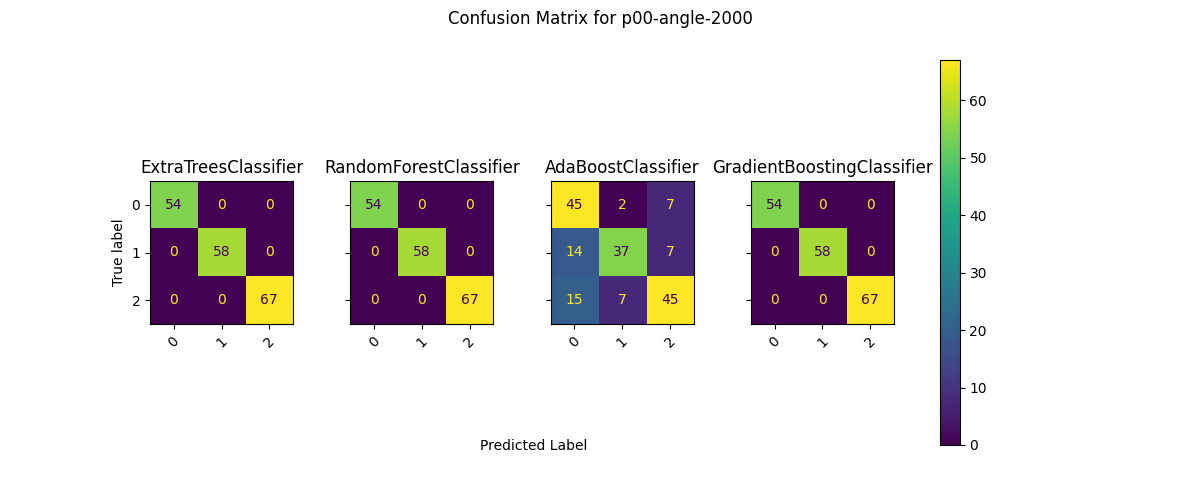 Confusion Matrix for p00-angle-2000
ExtraTreesClassifier
RandomForestClassifier
AdaBoostClassifier
GradientBoostingClassifier
True label
0 54 0 0
1 0 58 0
2 0 0 67
0 1 2
54 0 0
0 58 0
0 0 67
0 1 2
45 2 7
14 37 7
15 7 45
0 1 2
54 0 0
0 58 0
0 0 67
0 1 2
Predicted Label
60
50
40
30
20
10
0